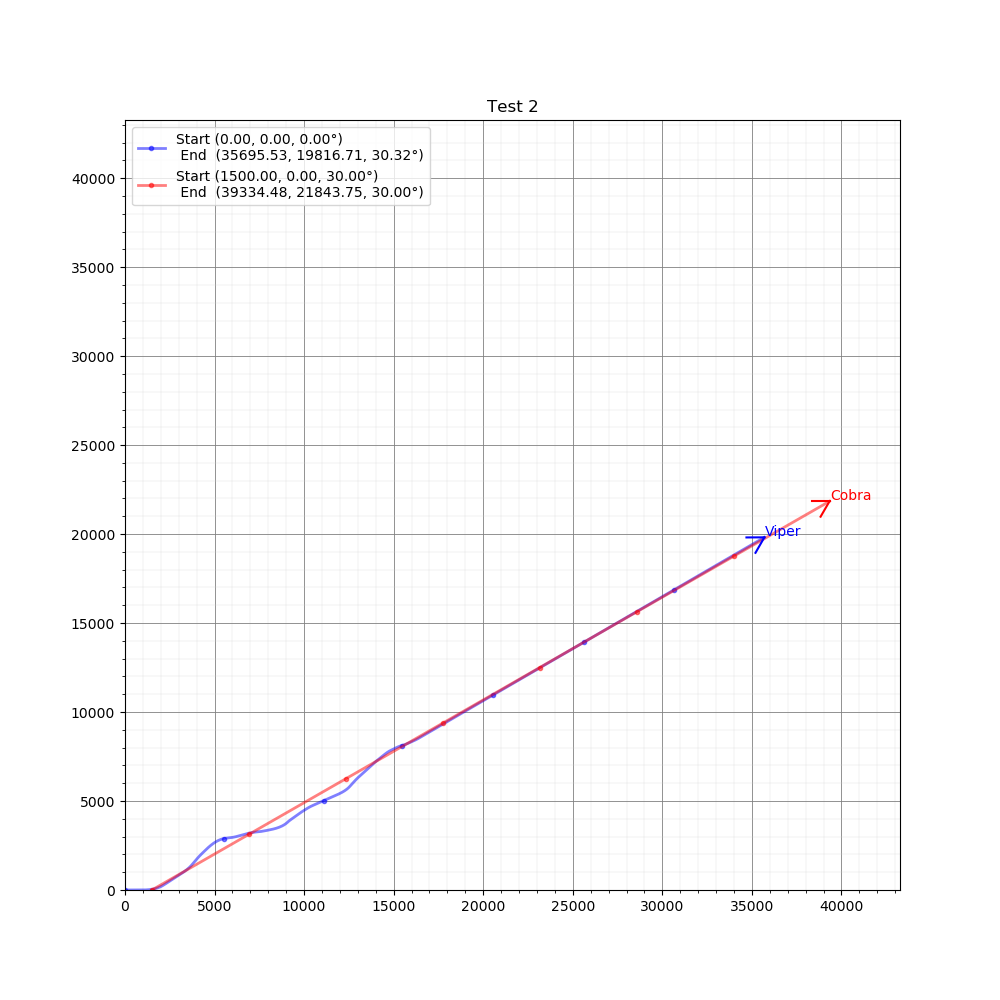 Test 2
Start (0.00, 0.00, 0.00°)
End (35695.53, 19816.71, 30.32°)
Start (1500.00, 0.00, 30.00°)
End (39334.48, 21843.75, 30.00°)
40000
35000
30000
25000
20000
15000
10000
5000
0
Cobra
Viper
0 5000 10000 15000 20000 25000 30000 35000 40000